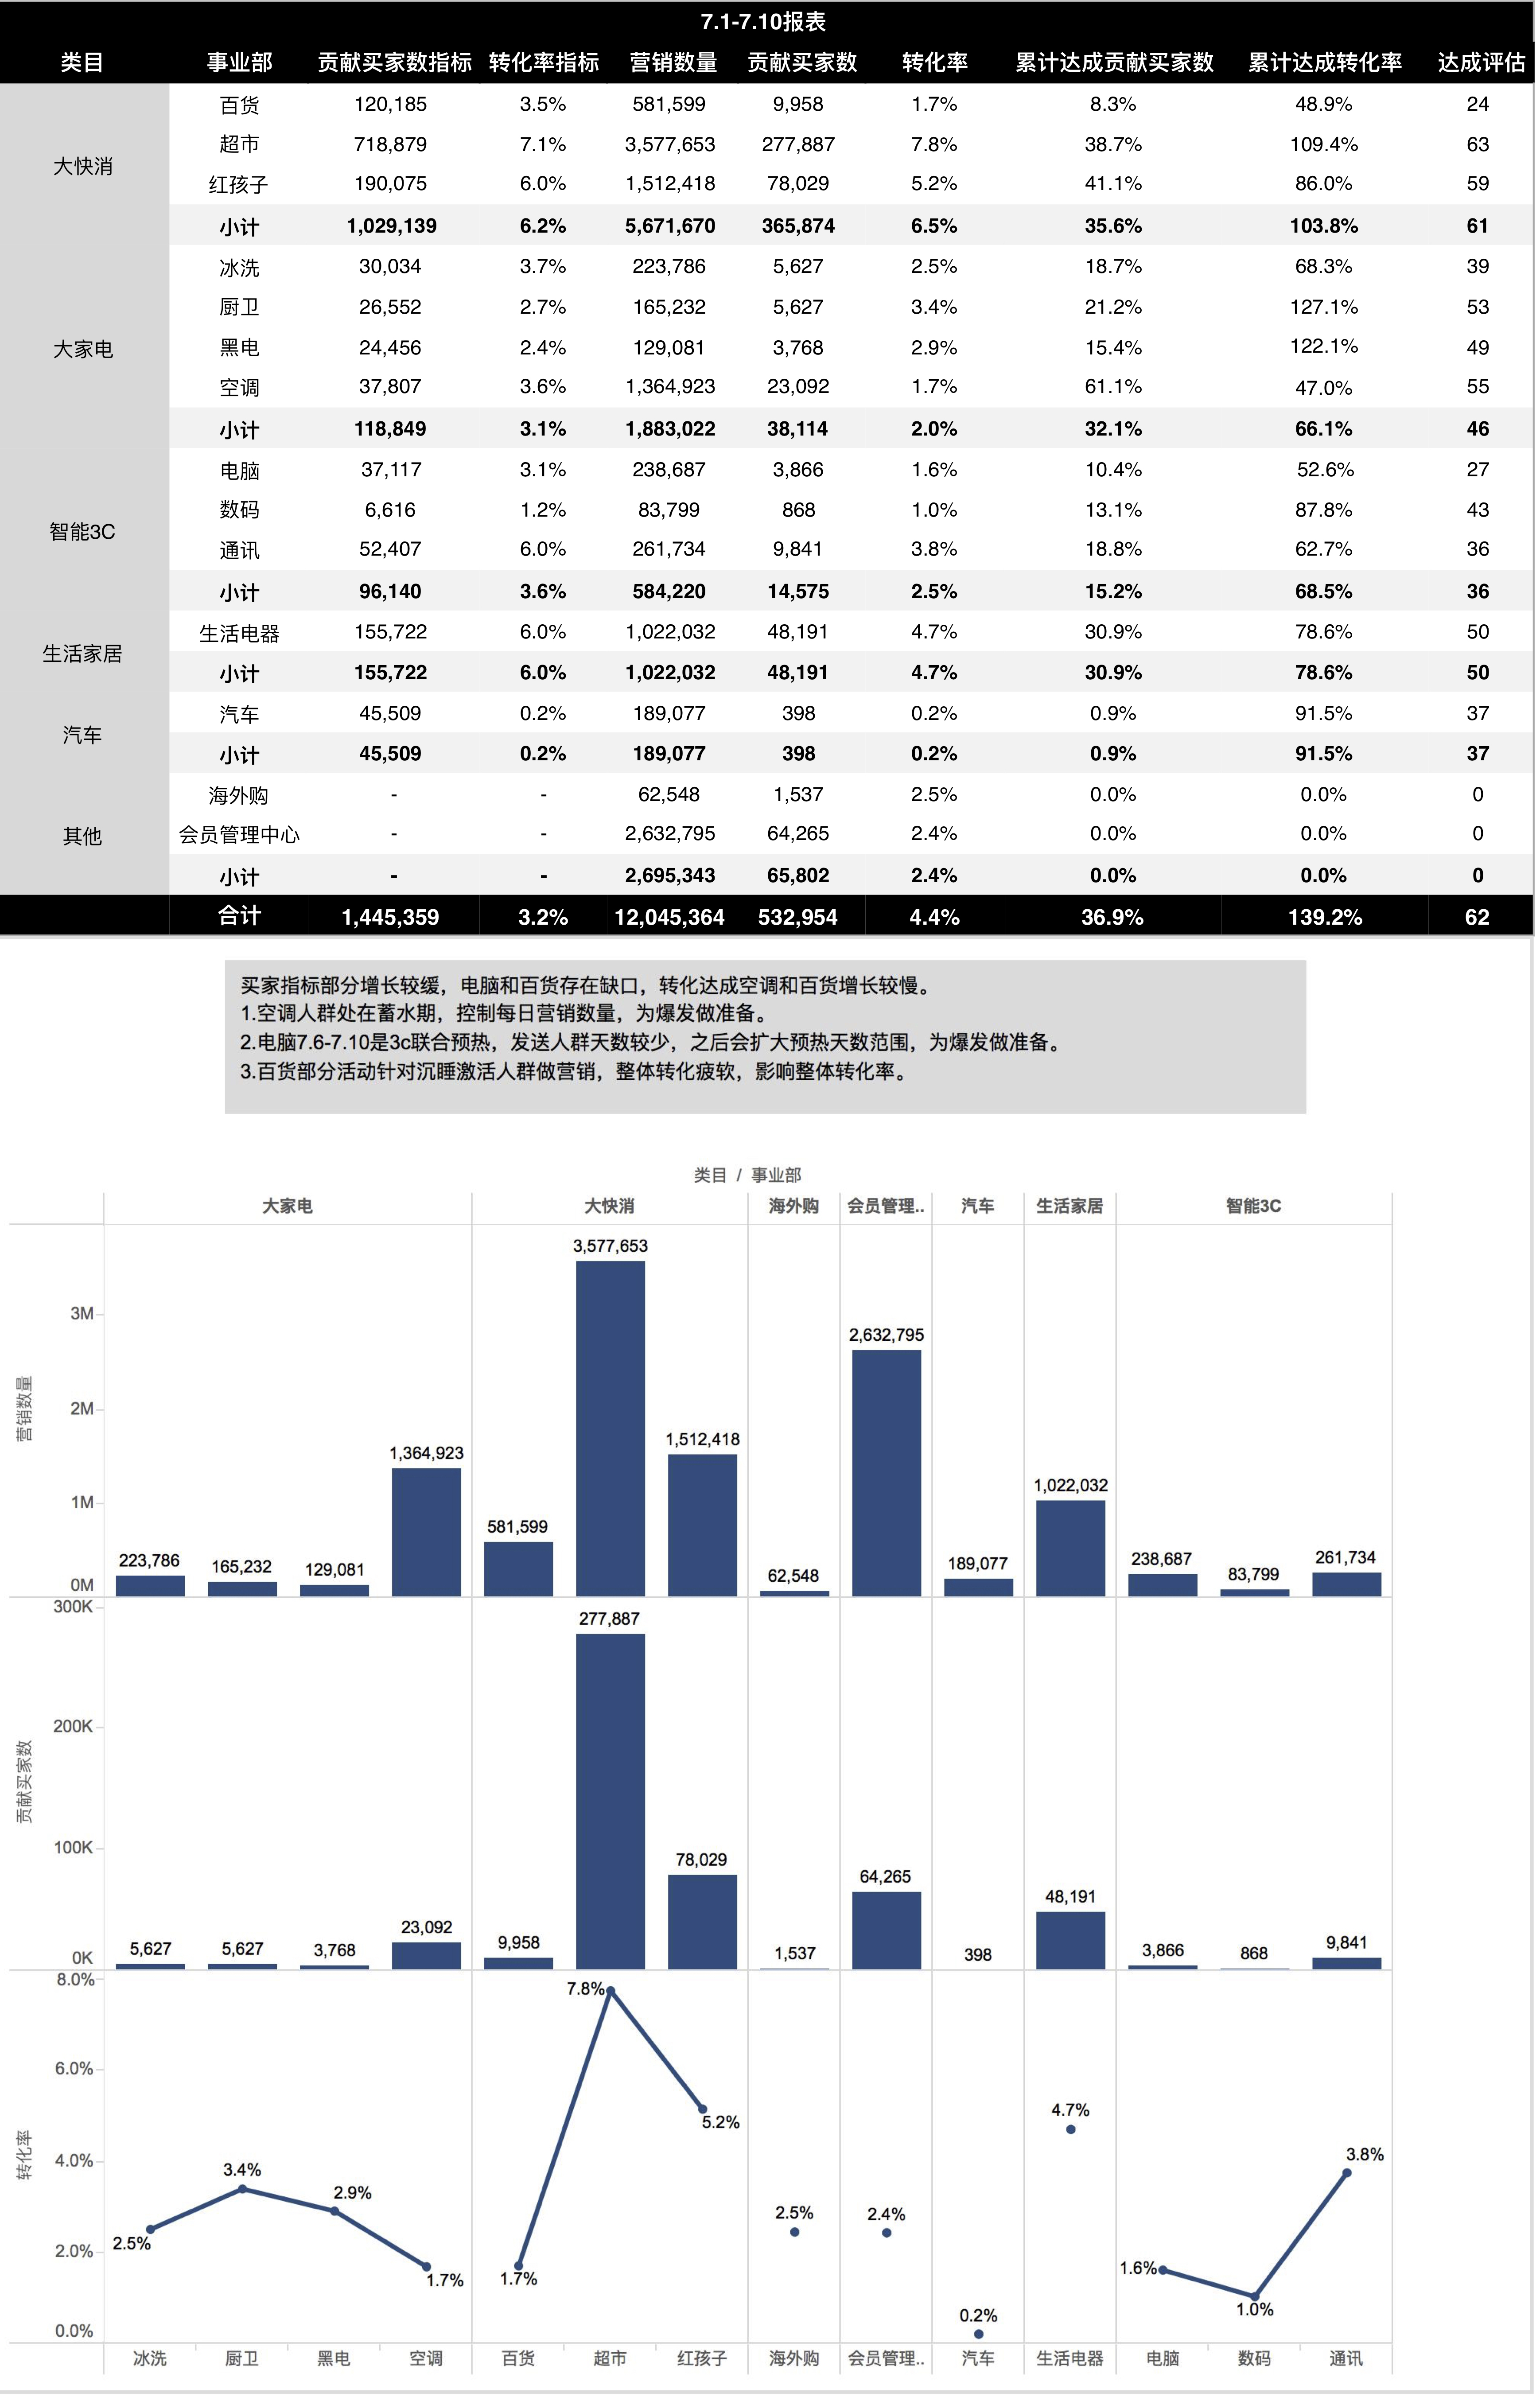 7.1-7.10报表
类目 事业部 贡献买家数指标 转化率指标 营销数量 贡献买家数 转化率 累计达成贡献买家数 累计达成转化率 达成评估
大快消
百货 120,185 3.5% 581,599 9,958 1.7% 8.3% 48.9% 24
超市 718,879 7.1% 3,577,653 277,887 7.8% 38.7% 109.4% 63
红孩子 190,075 6.0% 1,512,418 78,029 5.2% 41.1% 86.0% 59
小计 1,029,139 6.2% 5,671,670 365,874 6.5% 35.6% 103.8% 61
大家电
冰洗 30,034 3.7% 223,786 5,627 2.5% 18.7% 68.3% 39
厨卫 26,552 2.7% 165,232 5,627 3.4% 21.2% 127.1% 53
黑电 24,456 2.4% 129,081 3,768 2.9% 15.4% 122.1% 49
空调 37,807 3.6% 1,364,923 23,092 1.7% 61.1% 47.0% 55
小计 118,849 3.1% 1,883,022 38,114 2.0% 32.1% 66.1% 46
智能3C
电脑 37,117 3.1% 238,687 3,866 1.6% 10.4% 52.6% 27
数码 6,616 1.2% 83,799 868 1.0% 13.1% 87.8% 43
通讯 52,407 6.0% 261,734 9,841 3.8% 18.8% 62.7% 36
小计 96,140 3.6% 584,220 14,575 2.5% 15.2% 68.5% 36
生活家居
生活电器 155,722 6.0% 1,022,032 48,191 4.7% 30.9% 78.6% 50
小计 155,722 6.0% 1,022,032 48,191 4.7% 30.9% 78.6% 50
汽车
汽车 45,509 0.2% 189,077 398 0.2% 0.9% 91.5% 37
小计 45,509 0.2% 189,077 398 0.2% 0.9% 91.5% 37
其他
海外购 - - 62,548 1,537 2.5% 0.0% 0.0% 0
会员管理中心 - - 2,632,795 64,265 2.4% 0.0% 0.0% 0
小计 - - 2,695,343 65,802 2.4% 0.0% 0.0% 0
合计 1,445,359 3.2% 12,045,364 532,954 4.4% 36.9% 139.2% 62
买家指标部分增长较缓，电脑和百货存在缺口，转化达成空调和百货增长较慢。
1.空调人群处在蓄水期，控制每日营销数量，为爆发做准备。
2.电脑7.6-7.10是3c联合预热，发送人群天数较少，之后会扩大预热天数范围，为爆发做准备。
3.百货部分活动针对沉睡激活人群做营销，整体转化疲软，影响整体转化率。
类目 / 事业部
大家电 大快消 海外购 会员管理.. 汽车 生活家居 智能3C
营销数量
3M
2M
1M
0M
223,786 165,232 129,081 1,364,923 581,599 3,577,653 1,512,418 62,548 2,632,795 189,077 1,022,032 238,687 83,799 261,734
贡献买家数
300K
200K
100K
0K
5,627 5,627 3,768 23,092 9,958 277,887 78,029 1,537 64,265 398 48,191 3,866 868 9,841
转化率
8.0%
6.0%
4.0%
2.0%
0.0%
2.5% 3.4% 2.9% 1.7% 1.7% 7.8% 5.2% 2.5% 2.4% 0.2% 4.7% 1.6% 1.0% 3.8%
冰洗 厨卫 黑电 空调 百货 超市 红孩子 海外购 会员管理.. 汽车 生活电器 电脑 数码 通讯